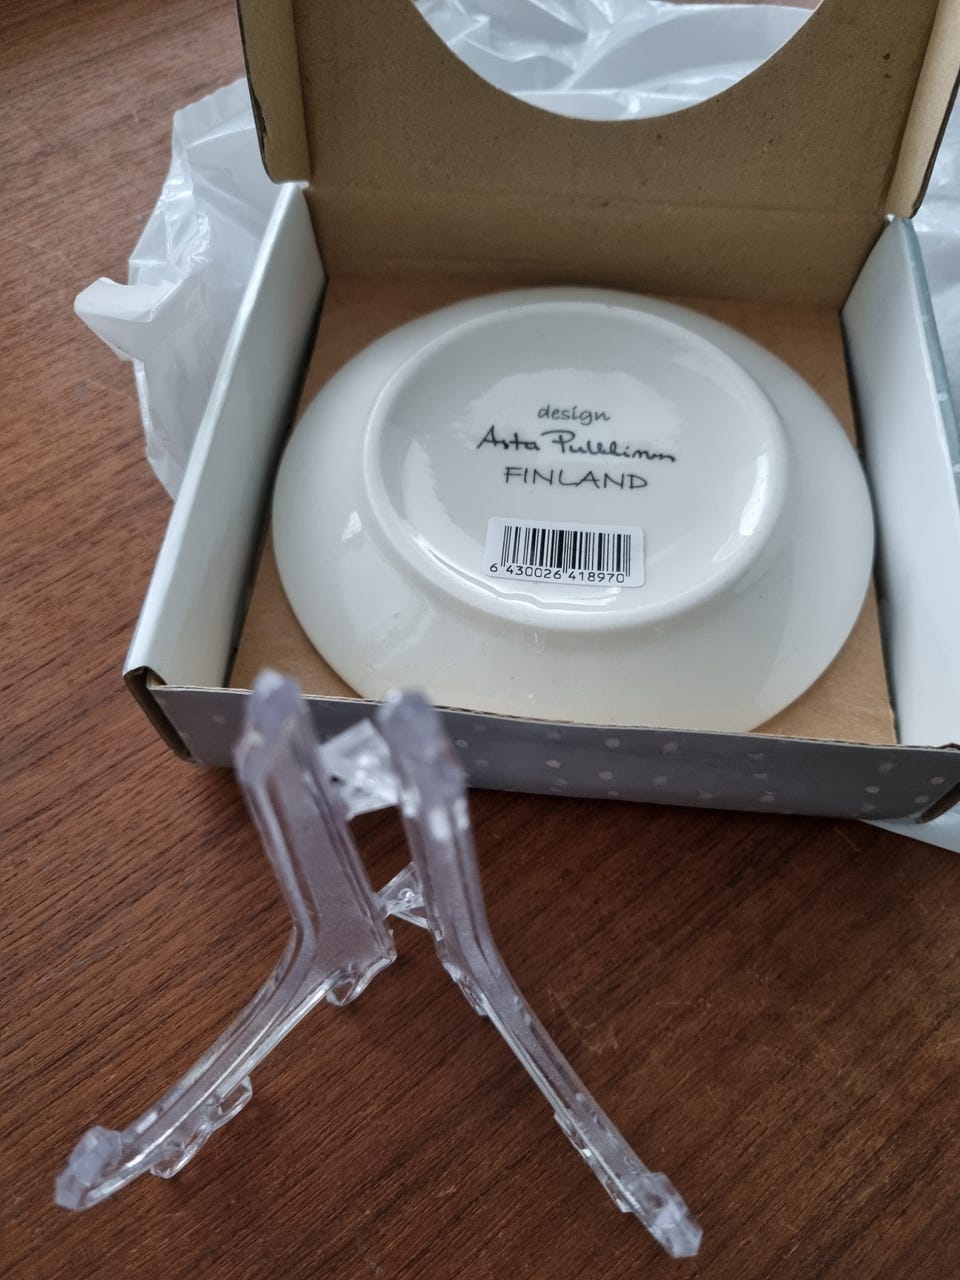 design
Asta Pulkkinen
FINLAND
6 430026 418970